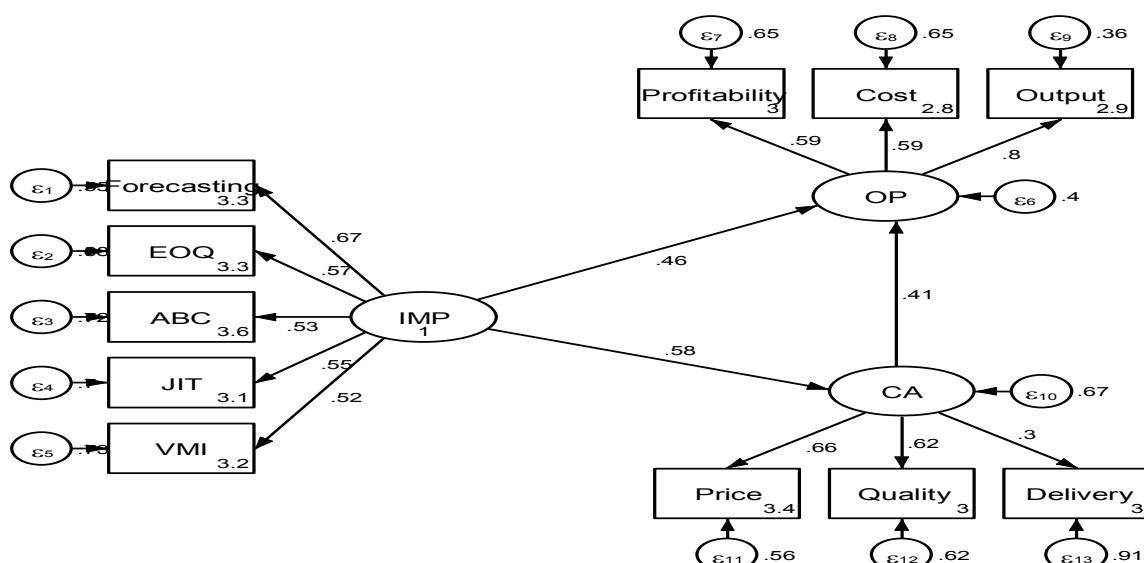 ε7 .65
ε8 .65
ε9 .36
Profitability 3
Cost 2.8
Output 2.9
.59
.59
.8
OP
ε6 .4
ε1
Forecasting 3.3
ε2
EOQ 3.3
ε3
ABC 3.6
ε4
JIT 3.1
ε5
VMI 3.2
.67
.57
.53
.55
.52
IMP
1
.46
.58
.41
CA
ε10 .67
.66
.62
.3
Price 3.4
Quality 3
Delivery 3
ε11 .56
ε12 .62
ε13 .91